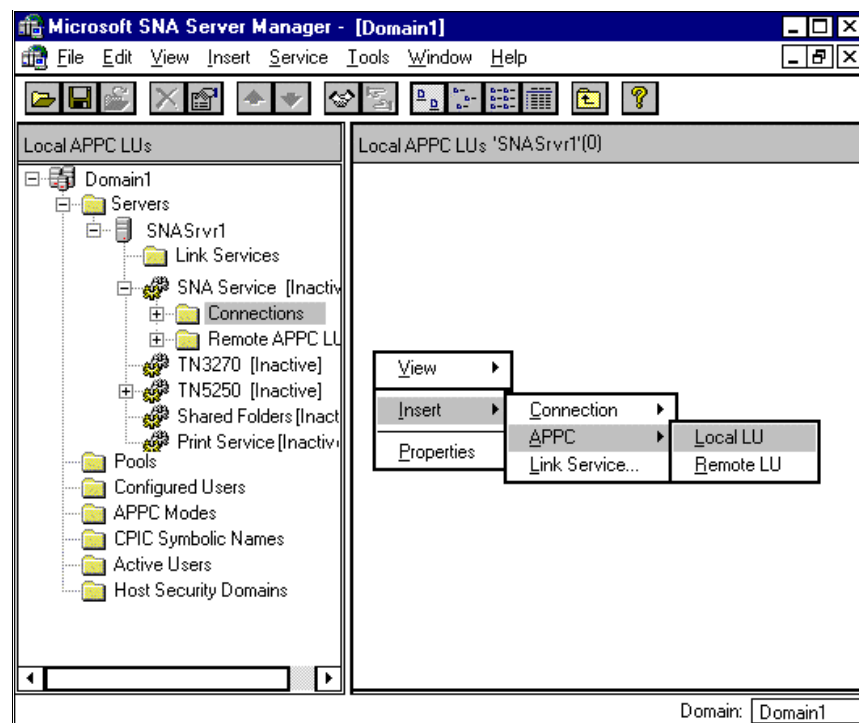 Microsoft SNA Server Manager - [Domain1]
File Edit View Insert Service Tools Window Help
Local APPC LUs
Local APPC LUs 'SNASrvr1'(0)
Domain1
Servers
SNASrvr1
Link Services
SNA Service [Inactiv
Connections
Remote APPC LU
TN3270 [Inactive]
TN5250 [Inactive]
Shared Folders [Inact
Print Service [Inactiv
Pools
Configured Users
APPC Modes
CPIC Symbolic Names
Active Users
Host Security Domains
View
Insert
Properties
Connection
APPC
Link Service...
Local LU
Remote LU
Domain: Domain1